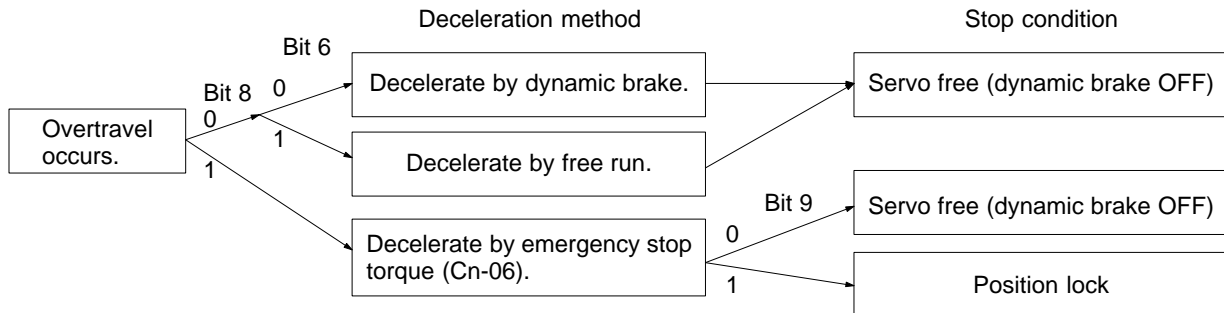 Deceleration method
Stop condition
Bit 6
0
Decelerate by dynamic brake.
Servo free (dynamic brake OFF)
Bit 8
0
Overtravel
occurs.
1
Decelerate by free run.
1
Bit 9
Servo free (dynamic brake OFF)
0
Decelerate by emergency stop
torque (Cn-06).
1
Position lock